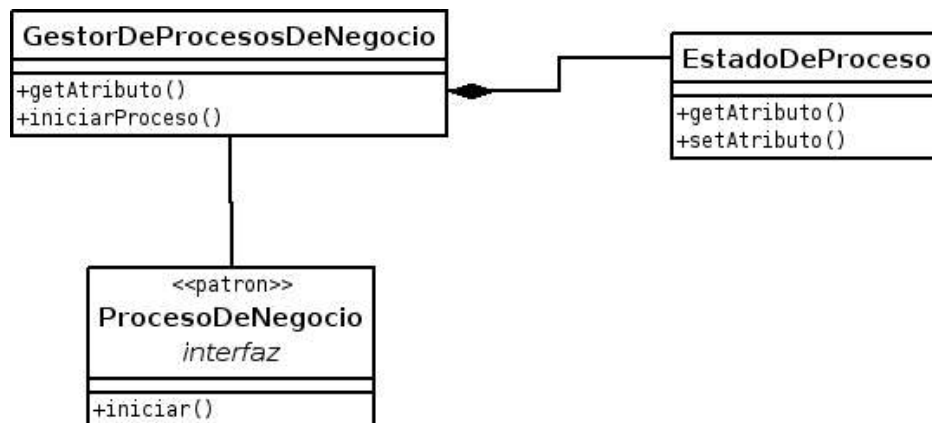 GestorDeProcesosDeNegocio
+getAtributo()
+iniciarProceso()
EstadoDeProceso
+getAtributo()
+setAtributo()
<<patron>>
ProcesoDeNegocio
interfaz
+iniciar()